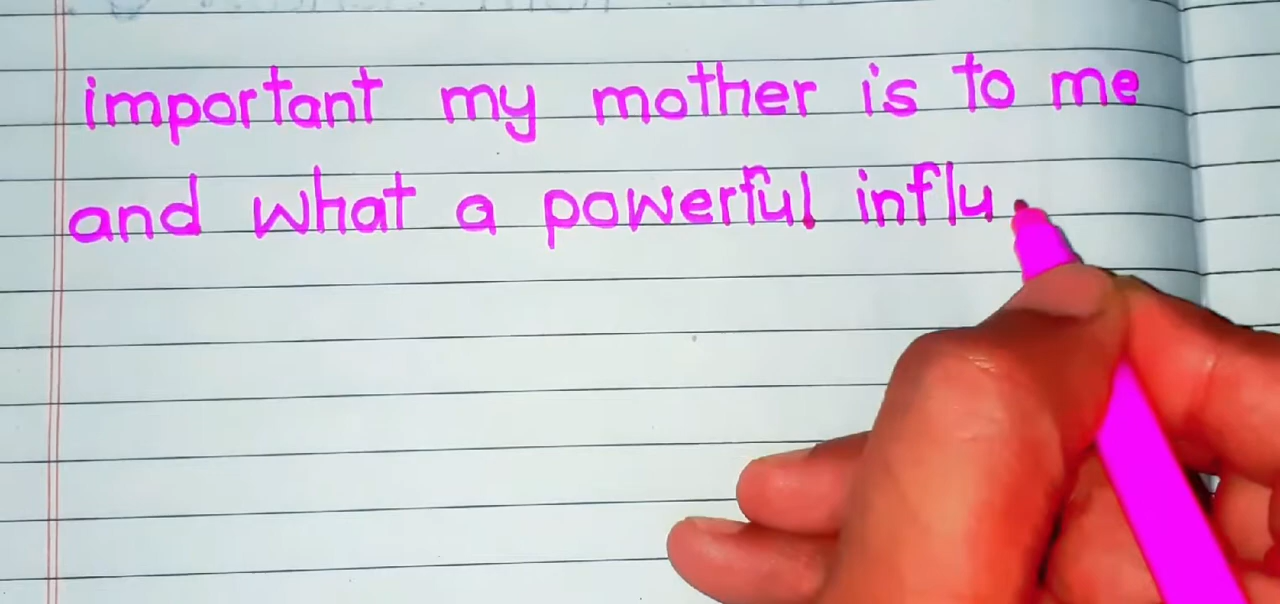 important my mother is to me
and what a powerful influ